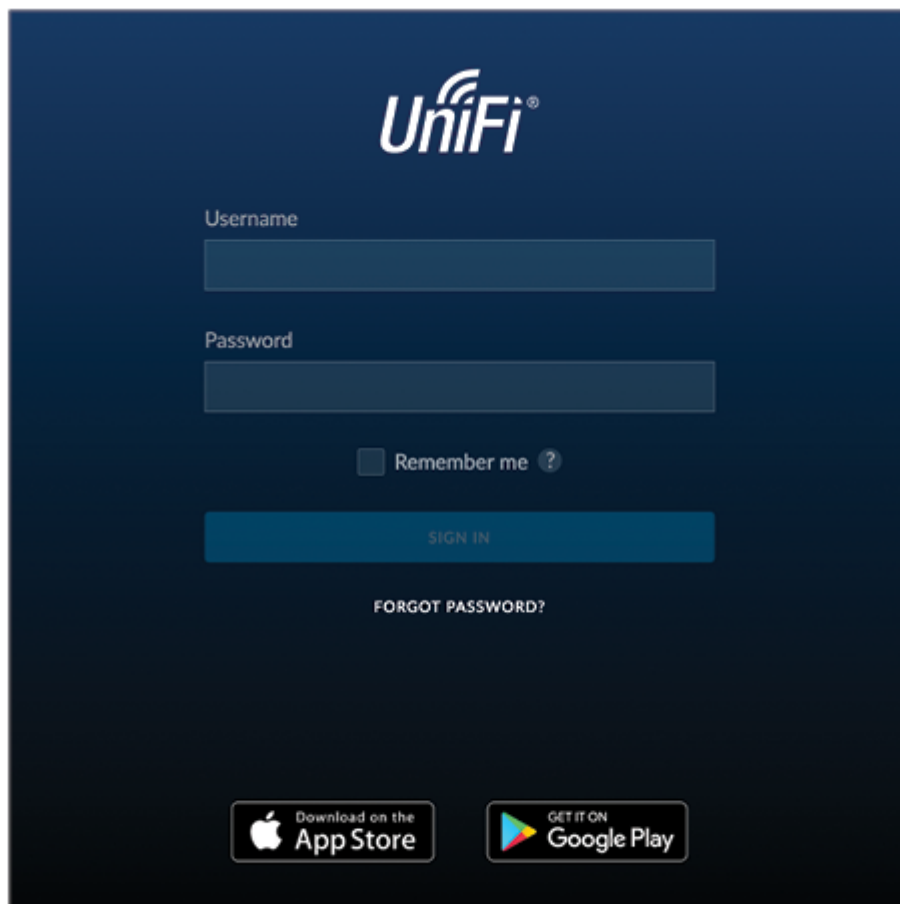 UniFi®
Username
Password
Remember me ?
SIGN IN
FORGOT PASSWORD?
Download on the
App Store
GET IT ON
Google Play